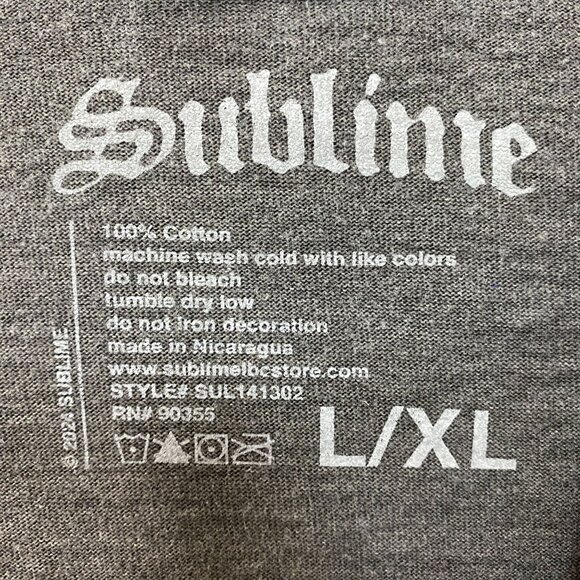 Sublime
100% Cotton
machine wash cold with like colors
do not bleach
tumble dry low
do not iron decoration
made in Nicaragua
www.sublimelbcstore.com
STYLE# SUL141302
RN# 90355
© 2024 SUBLIME
L/XL